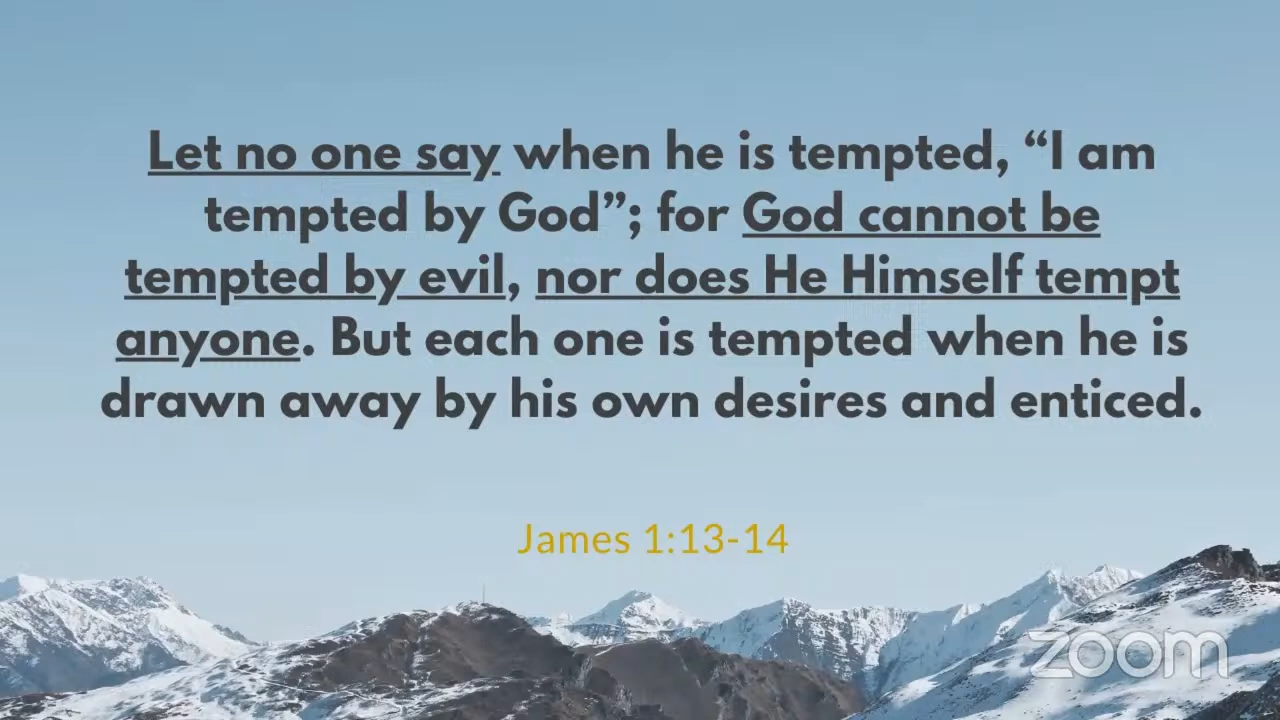 Let no one say when he is tempted, “I am
tempted by God”; for God cannot be
tempted by evil, nor does He Himself tempt
anyone. But each one is tempted when he is
drawn away by his own desires and enticed.
James 1:13-14
zoom